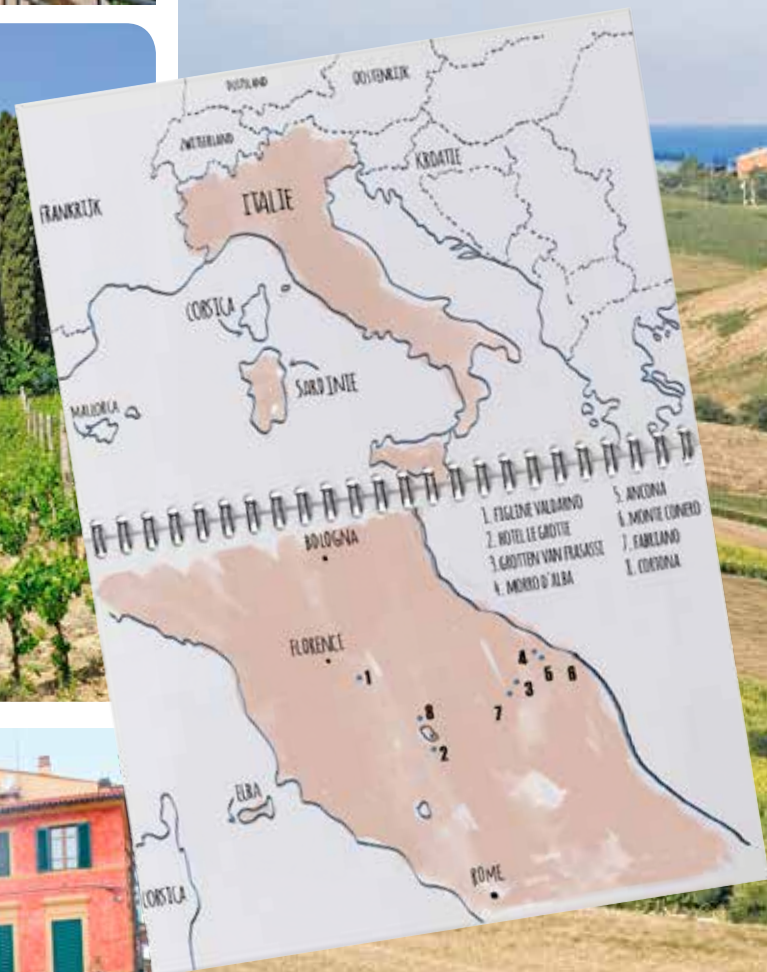 DUITSLAND
OOSTENRIJK
ZWITSERLAND
KROATIE
FRANKRIJK
ITALIE
CORSICA
SARDINIE
MALLORCA
1. FIGLINE VALDARNO
2. HOTEL LE GROTTE
3. GROTTEN VAN FRASASSI
4. MORRO D'ALBA
5. ANCONA
6. MONTE CONERO
7. FABRIANO
8. CORTONA
BOLOGNA
FLORENCE
1
4
5
6
3
7
8
2
ELBA
CORSICA
ROME